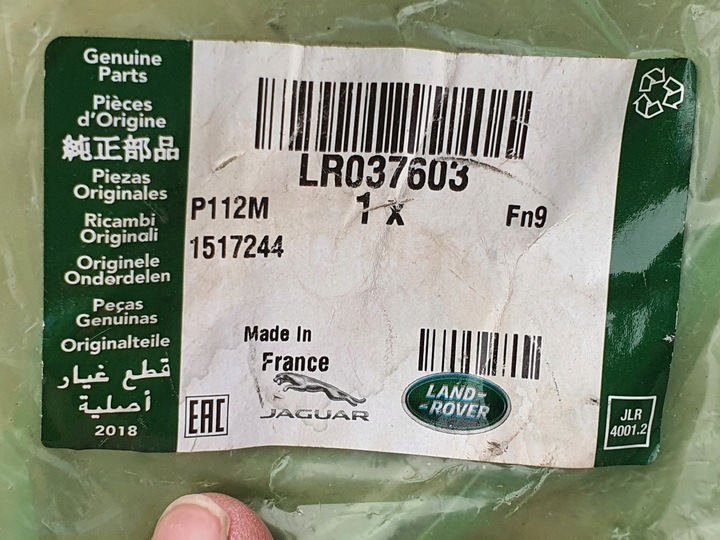 Genuine
Parts
Pièces
d'Origine
純正部品
Piezas
Originales
Ricambi
Originali
Originele
Onderdelen
Peças
Genuínas
Originalteile
قطع غيار
أصلية
2018
LR037603
1 x
P112M
Fn9
1517244
Made In
France
JAGUAR
LAND-
-ROVER
EAC
JLR
4001.2